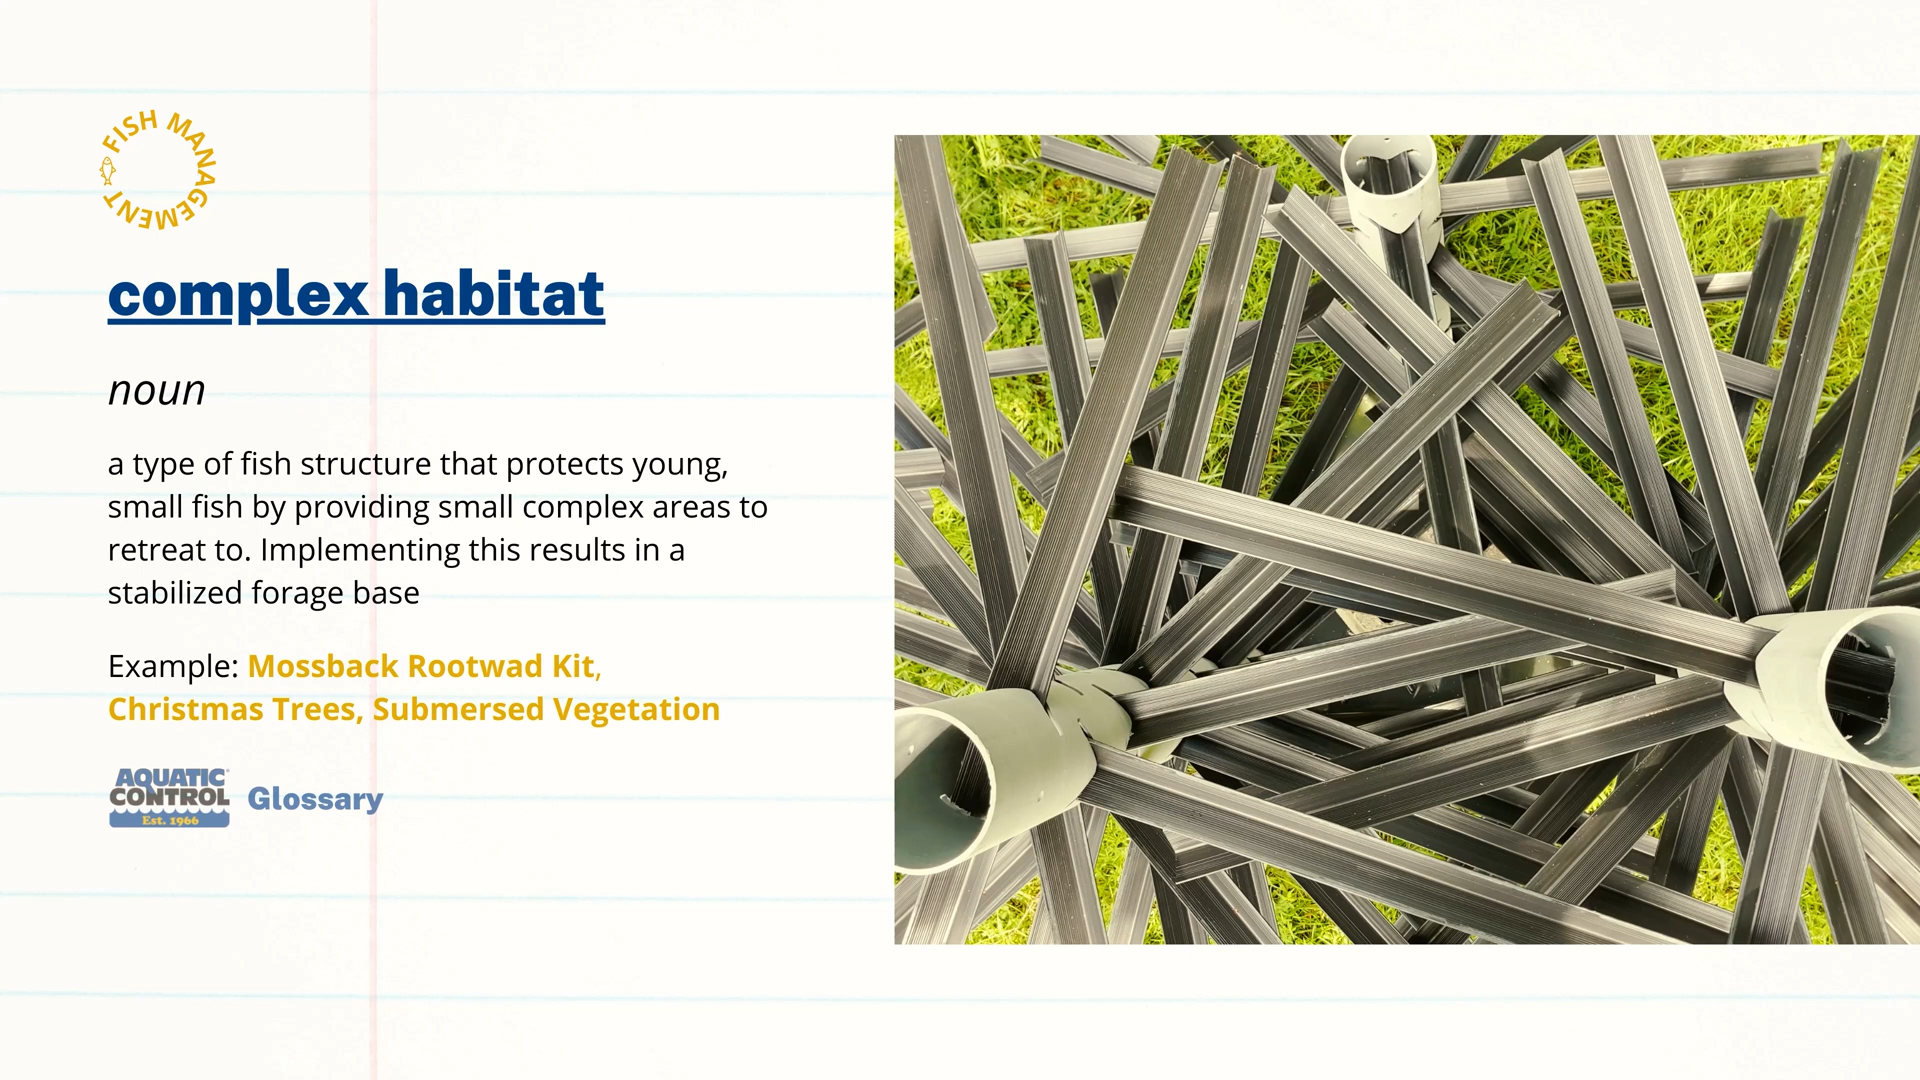 FISH MANAGEMENT
complex habitat
noun
a type of fish structure that protects young,
small fish by providing small complex areas to
retreat to. Implementing this results in a
stabilized forage base
Example: Mossback Rootwad Kit,
Christmas Trees, Submersed Vegetation
AQUATIC
CONTROL
Est. 1966
Glossary